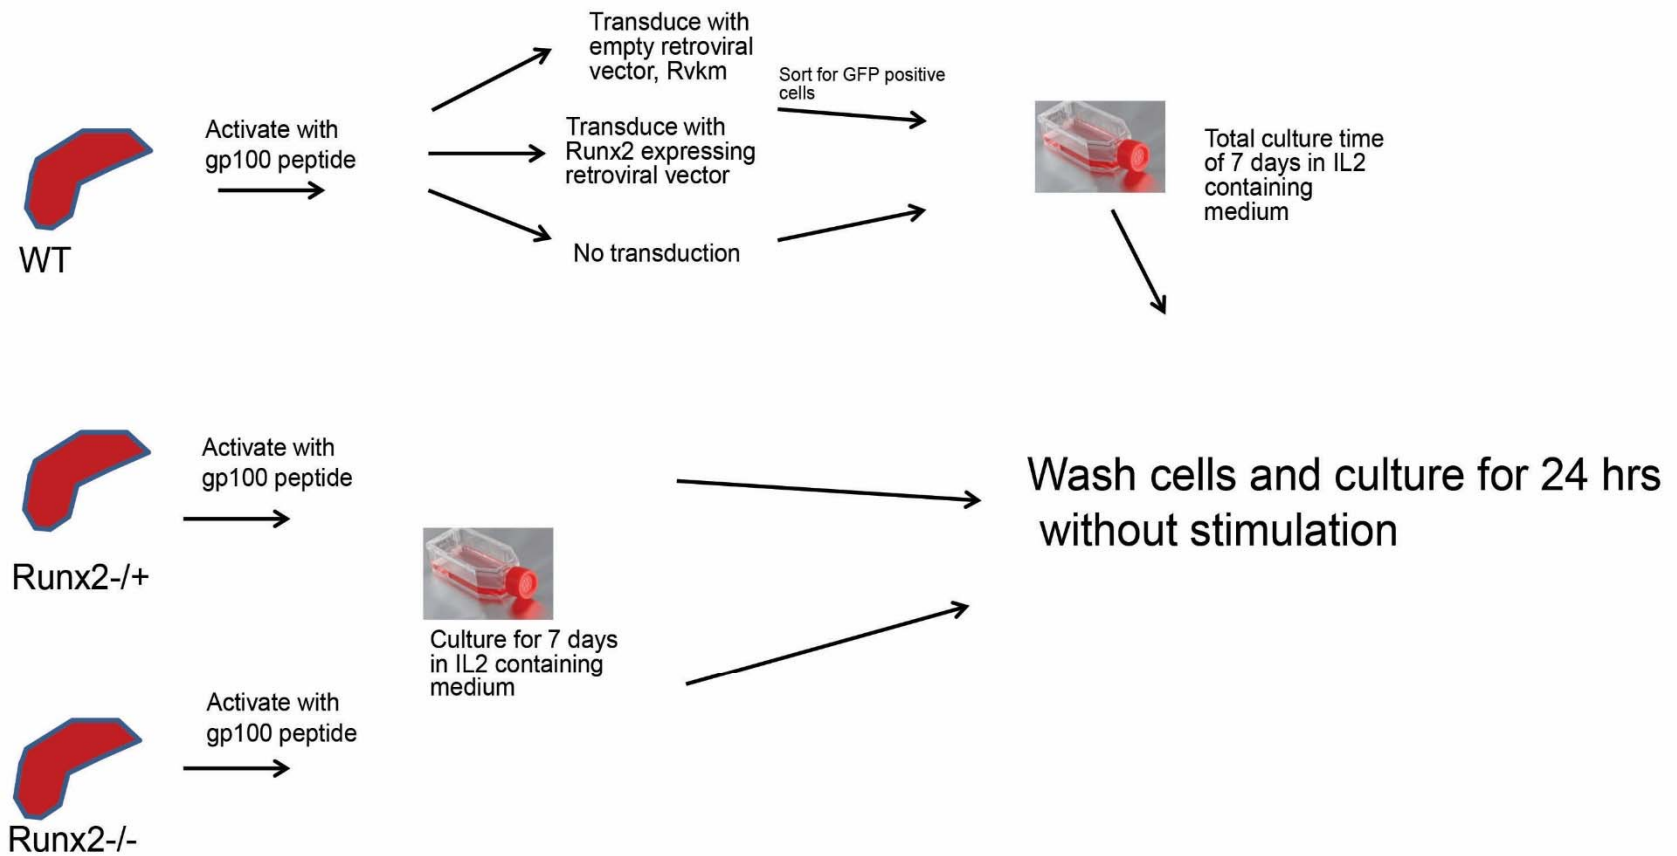 Transduce with
empty retroviral
vector, Rvkm
Sort for GFP positive
cells
Activate with
gp100 peptide
Transduce with
Runx2 expressing
retroviral vector
Total culture time
of 7 days in IL2
containing
medium
WT
No transduction
Activate with
gp100 peptide
Runx2-/+
Wash cells and culture for 24 hrs
without stimulation
Culture for 7 days
in IL2 containing
medium
Activate with
gp100 peptide
Runx2-/-